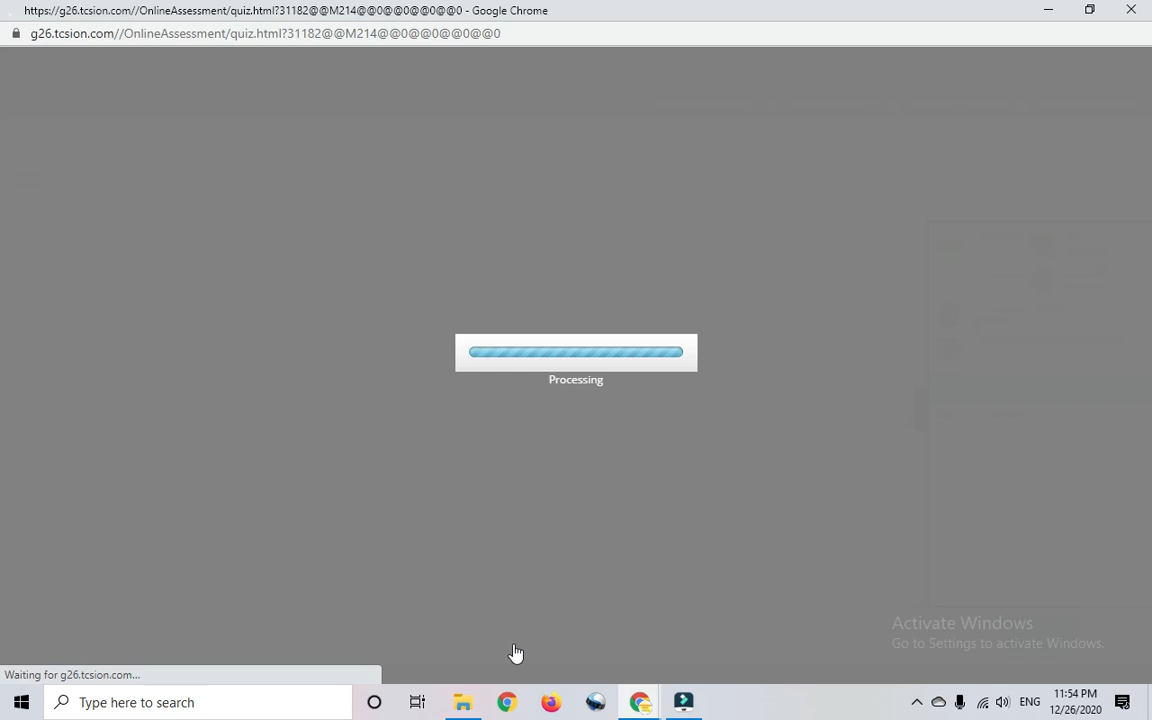 https://g26.tcsion.com//OnlineAssessment/quiz.html?31182@@M214@@0@@0@@0@@0 - Google Chrome
g26.tcsion.com//OnlineAssessment/quiz.html?31182@@M214@@0@@0@@0@@0
Processing
Activate Windows
Go to Settings to activate Windows.
Waiting for g26.tcsion.com...
Type here to search
ENG
11:54 PM
12/26/2020